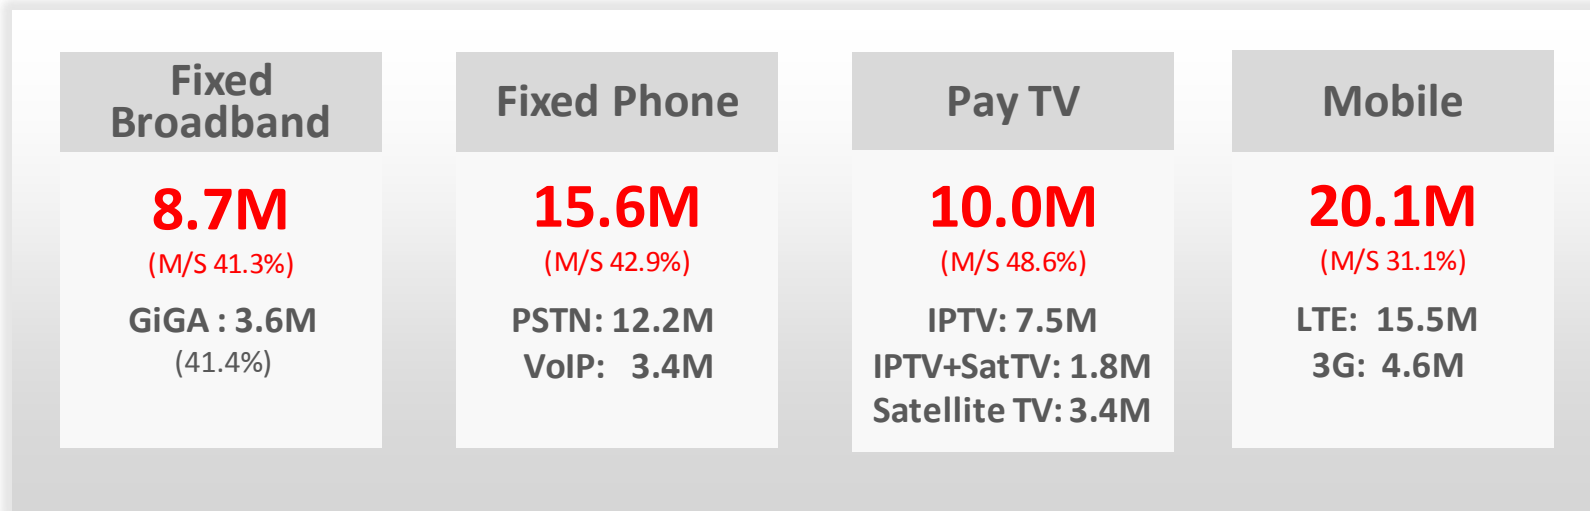 Fixed
Broadband
8.7M
(M/S 41.3%)
GiGA : 3.6M
(41.4%)
Fixed Phone
15.6M
(M/S 42.9%)
PSTN: 12.2M
VoIP: 3.4M
Pay TV
10.0M
(M/S 48.6%)
IPTV: 7.5M
IPTV+SatTV: 1.8M
Satellite TV: 3.4M
Mobile
20.1M
(M/S 31.1%)
LTE: 15.5M
3G: 4.6M